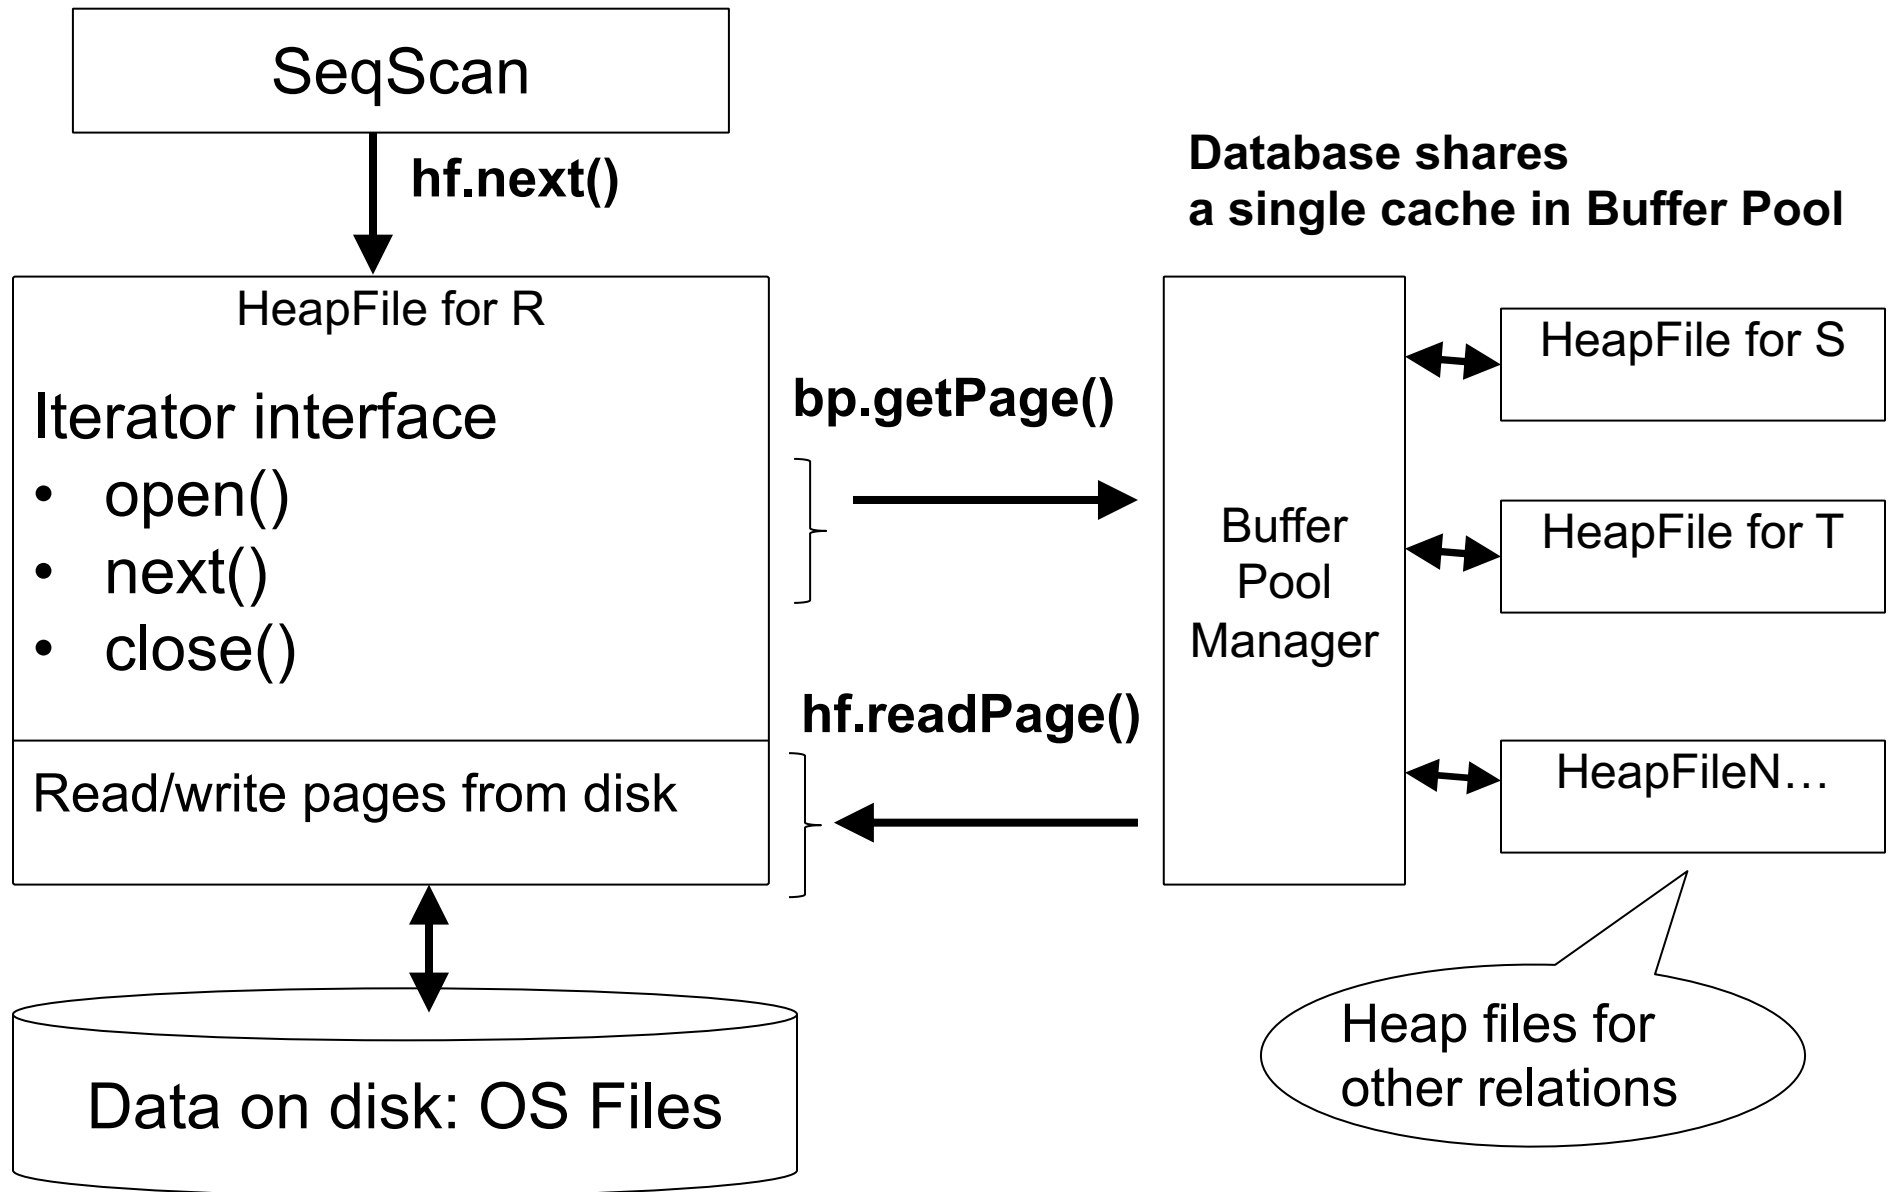 SeqScan
hf.next()
Database shares
a single cache in Buffer Pool
HeapFile for R
Iterator interface
• open()
• next()
• close()
Read/write pages from disk
bp.getPage()
hf.readPage()
Buffer
Pool
Manager
HeapFile for S
HeapFile for T
HeapFileN…
Heap files for
other relations
Data on disk: OS Files